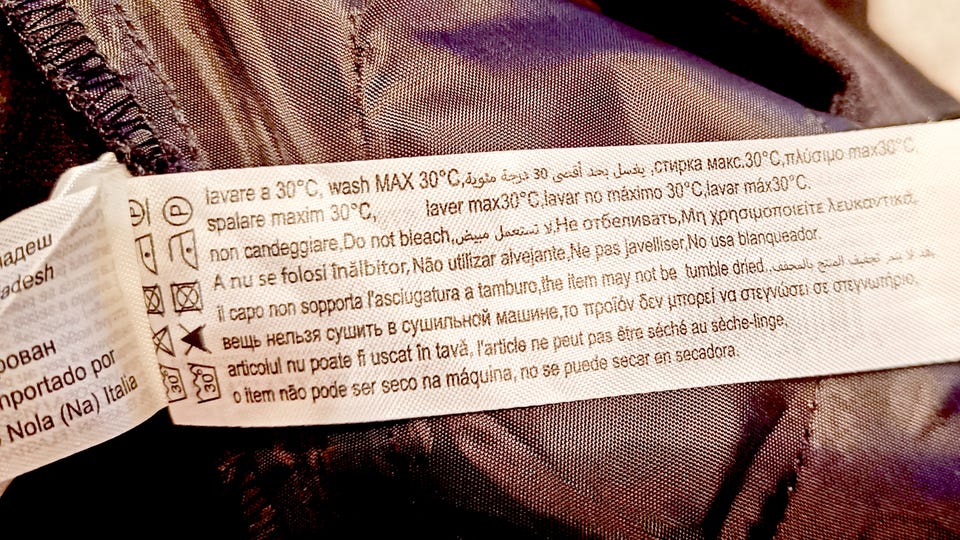 ладеш
adesh
рован
mportado por
Nola (Na) Italia
lavare a 30°C, wash MAX 30°C,يغسل بحد أقصى 30 درجة مئوية ,стирка макс.30°C,πλύσιμο max30°C,
spalare maxim 30°C, laver max30°C,lavar no máximo 30°C,lavar máx30°C.
non candeggiare,Do not bleach,لا تستعمل مبيض,Не отбеливать,Μη χρησιμοποιείτε λευκαντικά,
A nu se folosi înălbitor,Não utilizar alvejante,Ne pas javelliser,No usa blanqueador.
il capo non sopporta l'asciugatura a tamburo,the item may not be tumble dried,قد لا يتم تجفيف المنتج بالمجفف,
вещь нельзя сушить в сушильной машине,το προϊόν δεν μπορεί να στεγνώσει σε στεγνωτήριο,
articolul nu poate fi uscat în tavă, l'article ne peut pas être séché au sèche-linge,
o item não pode ser seco na máquina, no se puede secar en secadora.
P
30
30